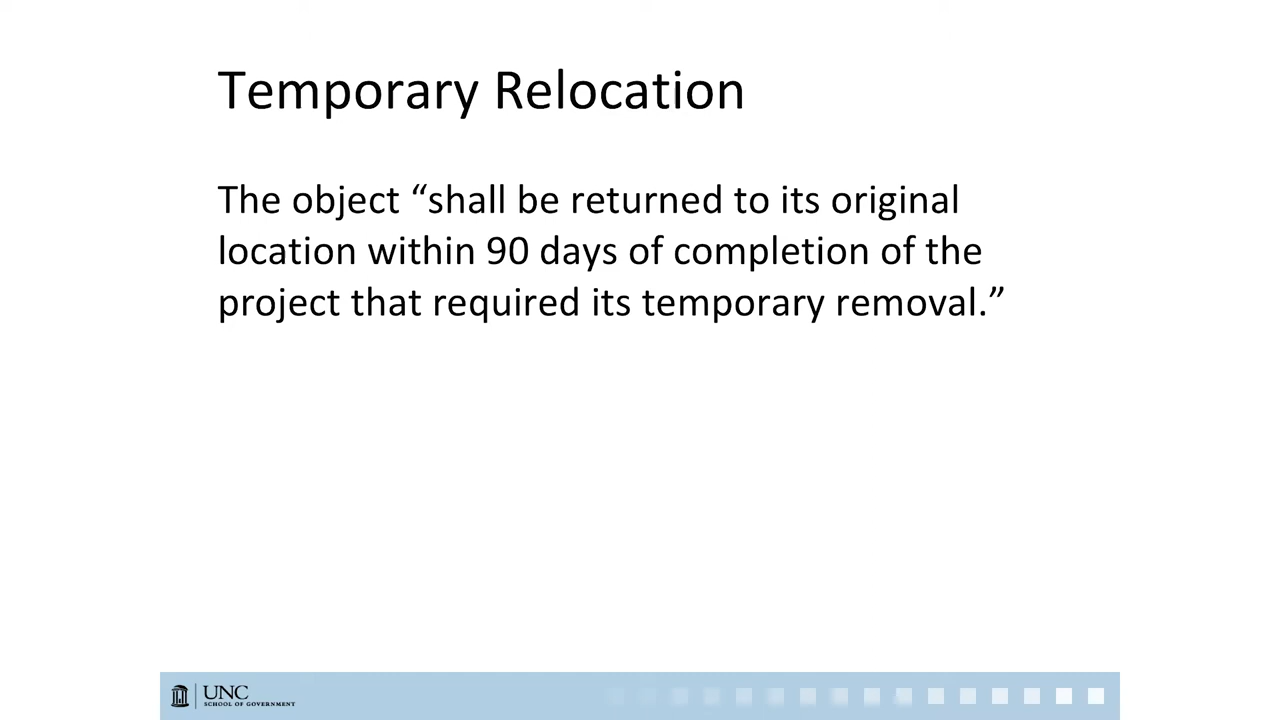 Temporary Relocation
The object “shall be returned to its original
location within 90 days of completion of the
project that required its temporary removal.”
UNC
SCHOOL OF GOVERNMENT